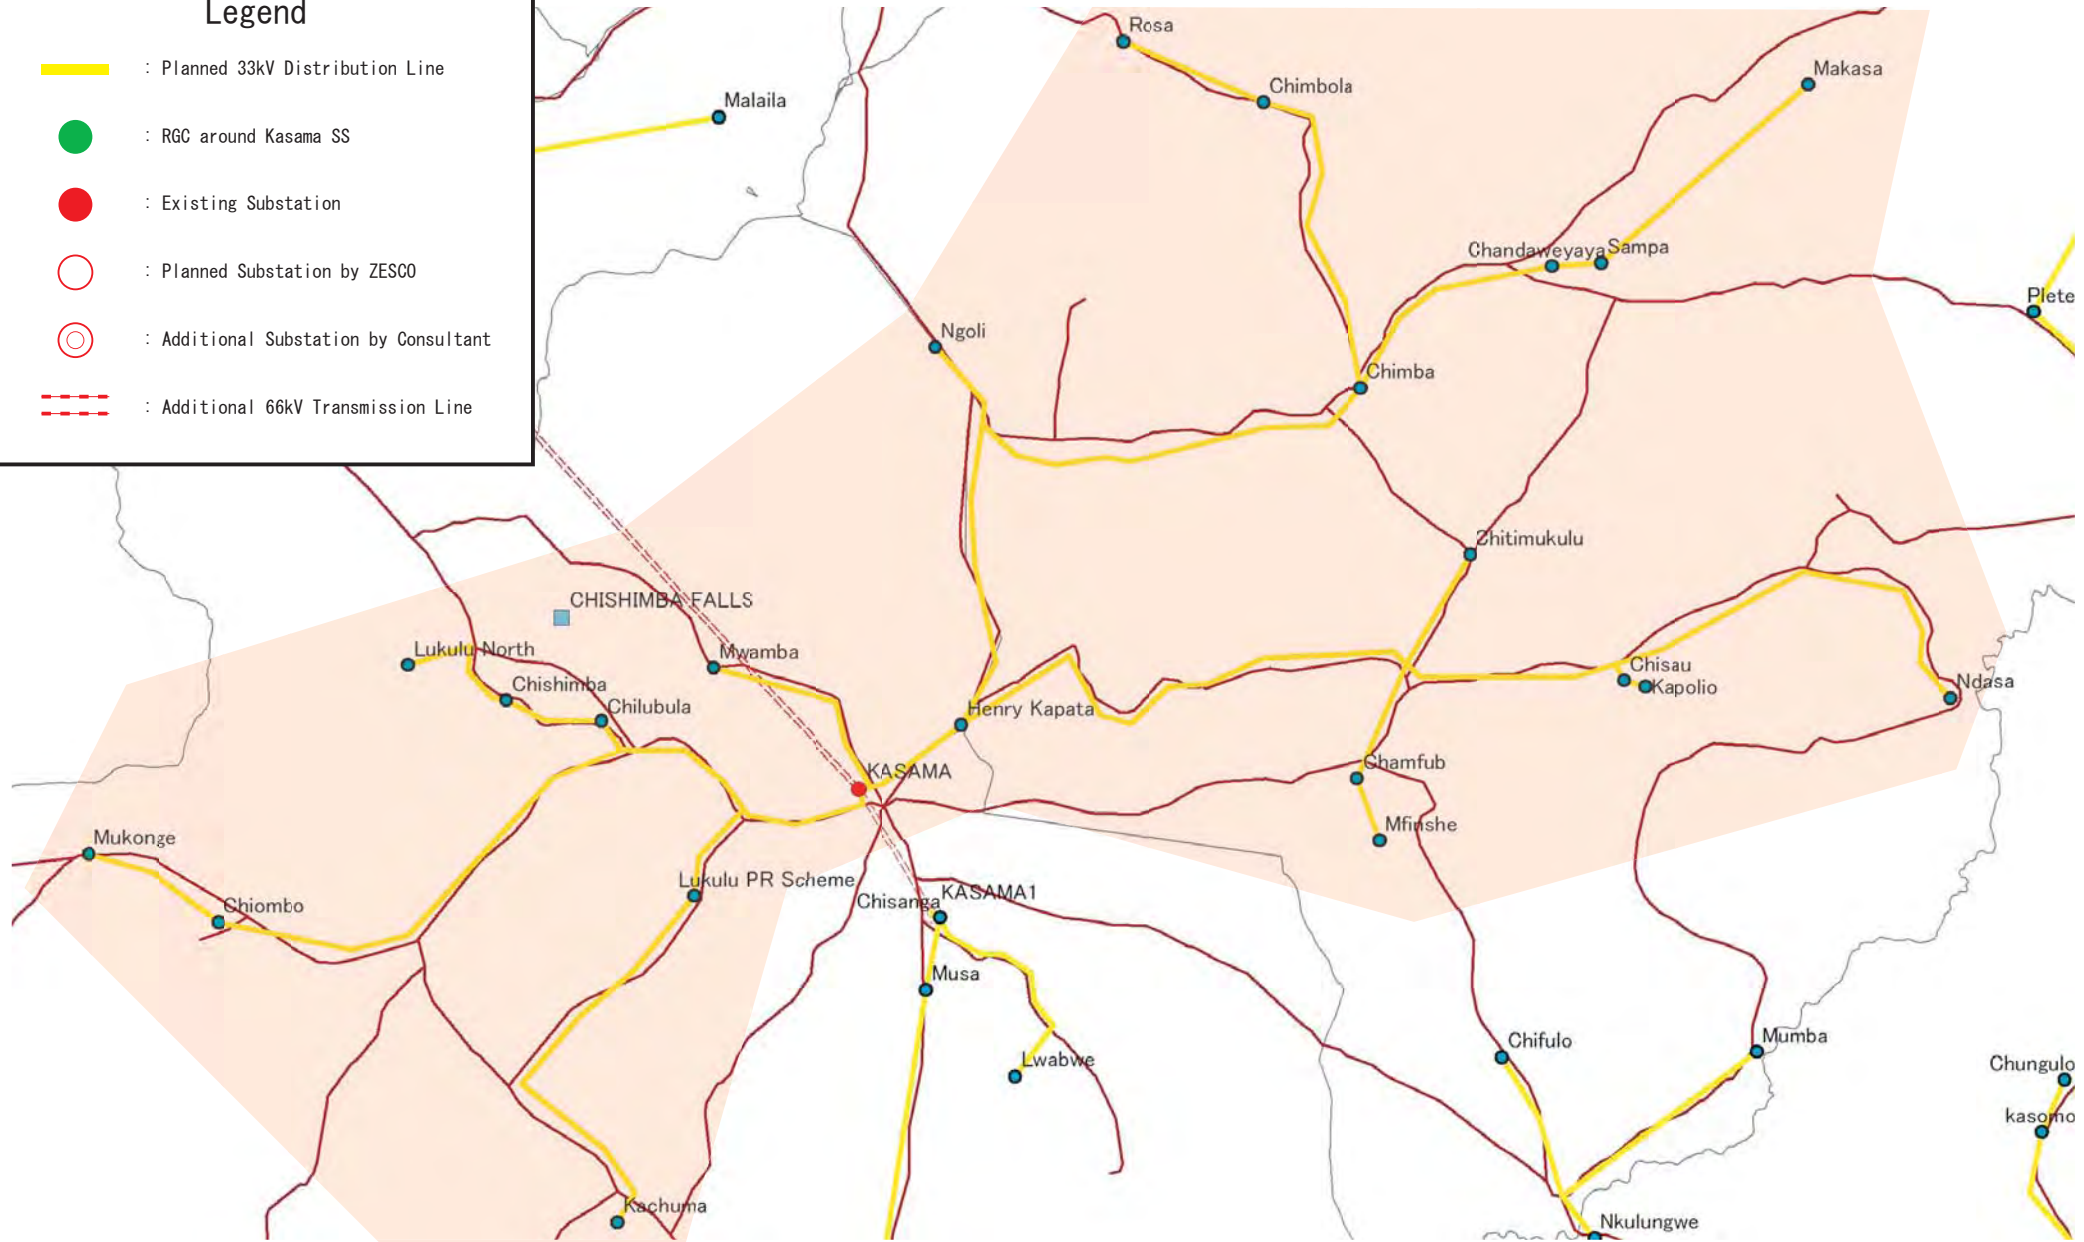 Legend
: Planned 33kV Distribution Line
: RGC around Kasama SS
: Existing Substation
: Planned Substation by ZESCO
: Additional Substation by Consultant
: Additional 66kV Transmission Line
Rosa
Makasa
Chimbola
Malaila
Chandaweyaya
Sampa
Plete
Ngoli
Chimba
Chitimukulu
CHISHIMBA FALLS
Lukulu North
Mwamba
Chisau
Kapolio
Ndasa
Chishimba
Chilubula
Henry Kapata
Chamfub
KASAMA
Mfinshe
Mukonge
Lukulu PR Scheme
KASAMA1
Chisanga
Chiombo
Musa
Chifulo
Mumba
Lwabwe
Chungulo
kasomo
Kachuma
Nkulungwe